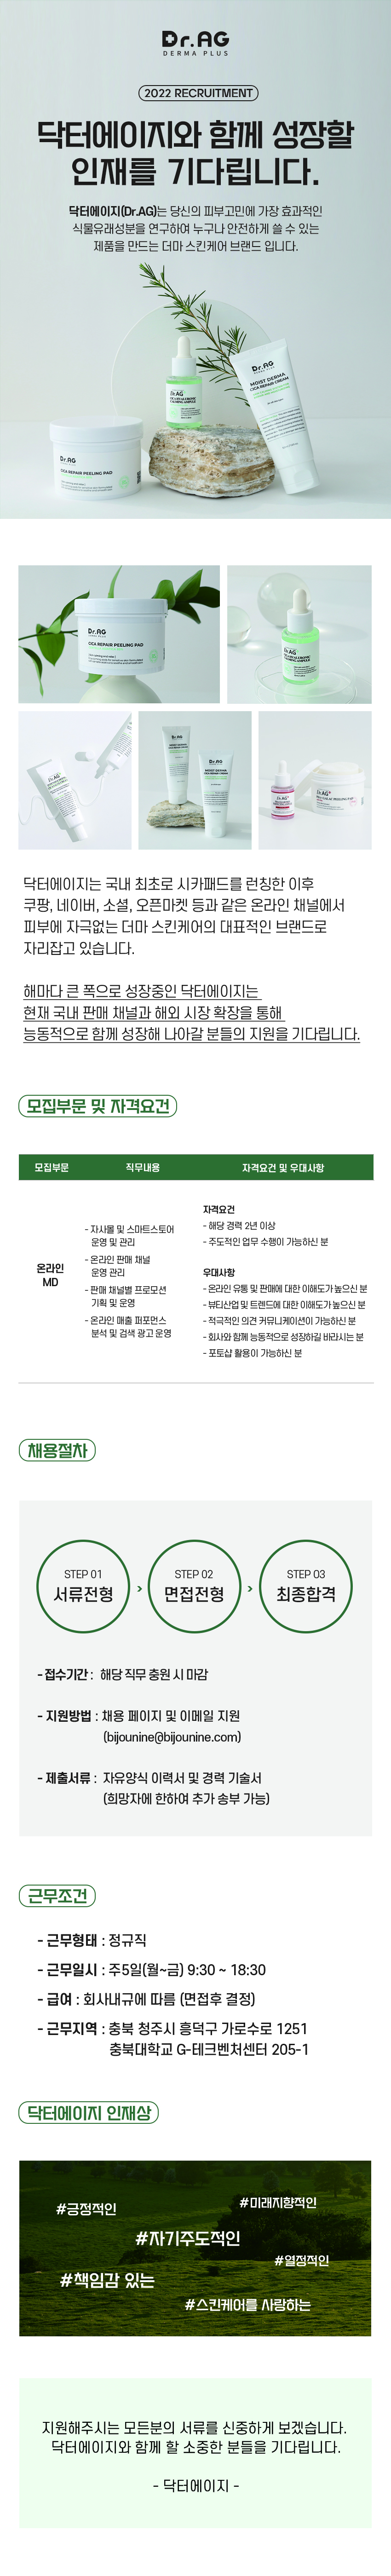 Dr.AG
DERMA PLUS
2022 RECRUITMENT
닥터에이지와 함께 성장할
인재를 기다립니다.
닥터에이지(Dr.AG)는 당신의 피부고민에 가장 효과적인
식물유래성분을 연구하여 누구나 안전하게 쓸 수 있는
제품을 만드는 더마 스킨케어 브랜드 입니다.
Dr.AG
CICA REPAIR PEELING PAD
Dr.AG
Dr.AG
MOIST DERMA
CICA REPAIR CREAM
Dr.AG
CICA REPAIR PEELING PAD
Dr.AG
닥터에이지는 국내 최초로 시카패드를 런칭한 이후
쿠팡, 네이버, 소셜, 오픈마켓 등과 같은 온라인 채널에서
피부에 자극없는 더마 스킨케어의 대표적인 브랜드로
자리잡고 있습니다.
해마다 큰 폭으로 성장중인 닥터에이지는
현재 국내 판매 채널과 해외 시장 확장을 통해
능동적으로 함께 성장해 나아갈 분들의 지원을 기다립니다.
모집부문 및 자격요건
모집부문 직무내용 자격요건 및 우대사항
온라인
MD
- 자사몰 및 스마트스토어
운영 및 관리
- 온라인 판매 채널
운영 관리
- 판매 채널별 프로모션
기획 및 운영
- 온라인 매출 퍼포먼스
분석 및 검색 광고 운영
자격요건
- 해당 경력 2년 이상
- 주도적인 업무 수행이 가능하신 분
우대사항
- 온라인 유통 및 판매에 대한 이해도가 높으신 분
- 뷰티산업 및 트렌드에 대한 이해도가 높으신 분
- 적극적인 의견 커뮤니케이션이 가능하신 분
- 회사와 함께 능동적으로 성장하길 바라시는 분
- 포토샵 활용이 가능하신 분
채용절차
STEP 01
서류전형
›
STEP 02
면접전형
›
STEP 03
최종합격
- 접수기간 : 해당 직무 충원 시 마감
- 지원방법 : 채용 페이지 및 이메일 지원
(bijounine@bijounine.com)
- 제출서류 : 자유양식 이력서 및 경력 기술서
(희망자에 한하여 추가 송부 가능)
근무조건
- 근무형태 : 정규직
- 근무일시 : 주5일(월~금) 9:30 ~ 18:30
- 급여 : 회사내규에 따름 (면접후 결정)
- 근무지역 : 충북 청주시 흥덕구 가로수로 1251
충북대학교 G-테크벤처센터 205-1
닥터에이지 인재상
#미래지향적인
#긍정적인
#자기주도적인
#열정적인
#책임감 있는
#스킨케어를 사랑하는
지원해주시는 모든분의 서류를 신중하게 보겠습니다.
닥터에이지와 함께 할 소중한 분들을 기다립니다.
- 닥터에이지 -